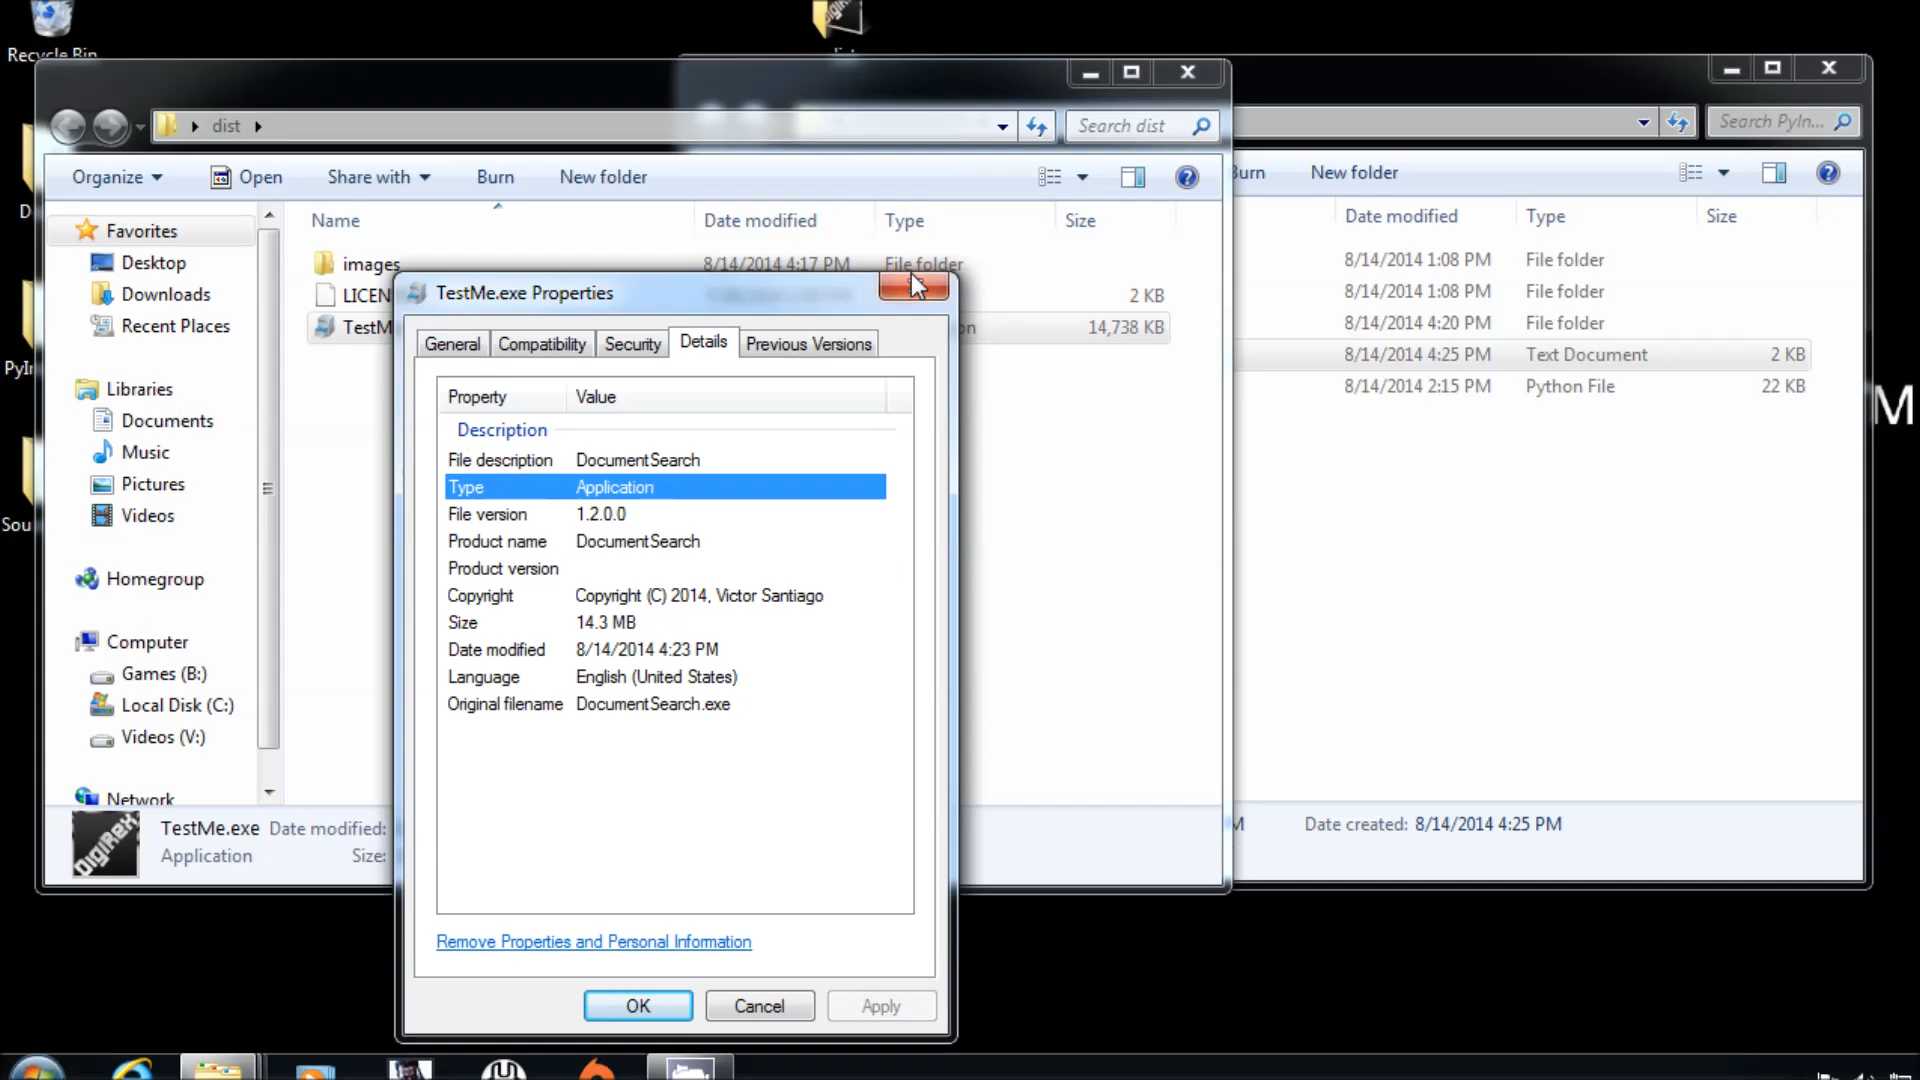 Recycle Bin
dist
Search dist
Search PyIn...
Organize
Open
Share with
Burn
New folder
Burn
New folder
Name
Date modified
Type
Size
Date modified
Type
Size
Favorites
Desktop
Downloads
Recent Places
Libraries
Documents
Music
Pictures
Videos
Homegroup
Computer
Games (B:)
Local Disk (C:)
Videos (V:)
Network
images
8/14/2014 4:17 PM
File folder
LICEN
2 KB
TestM
on
14,738 KB
8/14/2014 1:08 PM
File folder
8/14/2014 1:08 PM
File folder
8/14/2014 4:20 PM
File folder
8/14/2014 4:25 PM
Text Document
2 KB
8/14/2014 2:15 PM
Python File
22 KB
TestMe.exe Properties
General
Compatibility
Security
Details
Previous Versions
Property
Value
Description
File description
DocumentSearch
Type
Application
File version
1.2.0.0
Product name
DocumentSearch
Product version
Copyright
Copyright (C) 2014, Victor Santiago
Size
14.3 MB
Date modified
8/14/2014 4:23 PM
Language
English (United States)
Original filename
DocumentSearch.exe
Remove Properties and Personal Information
OK
Cancel
Apply
DigiRex
TestMe.exe
Date modified:
Application
Size:
M
Date created: 8/14/2014 4:25 PM
D
PyIn
Sou
M